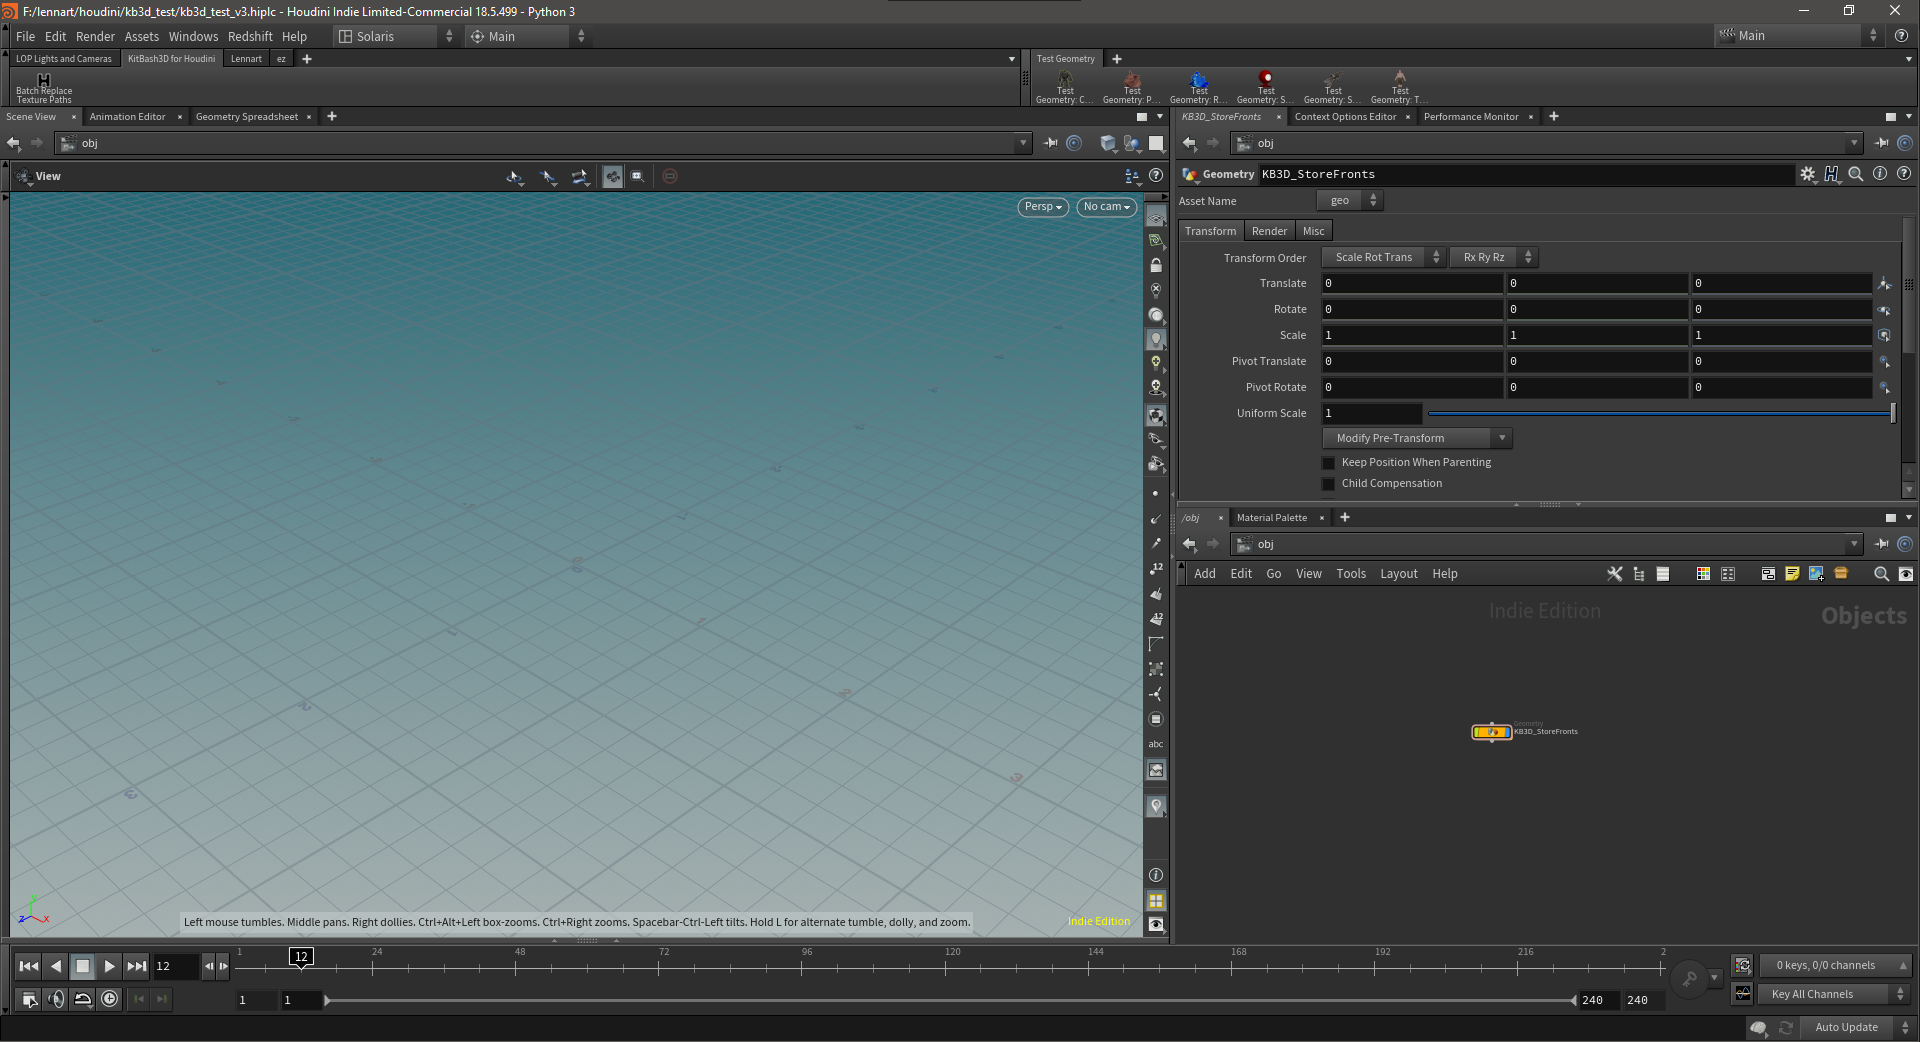 F:/lennart/houdini/kb3d_test/kb3d_test_v3.hiplc - Houdini Indie Limited-Commercial 18.5.499 - Python 3
File Edit Render Assets Windows Redshift Help Solaris Main Main
LOP Lights and Cameras KitBash3D for Houdini Lennart ez
Test Geometry
Batch Replace
Texture Paths
Test
Geometry: C...
Test
Geometry: P...
Test
Geometry: R...
Test
Geometry: S...
Test
Geometry: S...
Test
Geometry: T...
Scene View Animation Editor Geometry Spreadsheet
obj
View
Persp No cam
12
12
abc
Left mouse tumbles. Middle pans. Right dollies. Ctrl+Alt+Left box-zooms. Ctrl+Right zooms. Spacebar-Ctrl-Left tilts. Hold L for alternate tumble, dolly, and zoom.
Indie Edition
y
z x
KB3D_StoreFronts Context Options Editor Performance Monitor
obj
Geometry KB3D_StoreFronts
Asset Name geo
Transform Render Misc
Transform Order Scale Rot Trans Rx Ry Rz
Translate 0 0 0
Rotate 0 0 0
Scale 1 1 1
Pivot Translate 0 0 0
Pivot Rotate 0 0 0
Uniform Scale 1
Modify Pre-Transform
Keep Position When Parenting
Child Compensation
/obj Material Palette
obj
Add Edit Go View Tools Layout Help
Indie Edition
Objects
Geometry
KB3D_StoreFronts
12
1 12 24 48 72 96 120 144 168 192 216 2
0 keys, 0/0 channels
1 1 240 240
Key All Channels
Auto Update